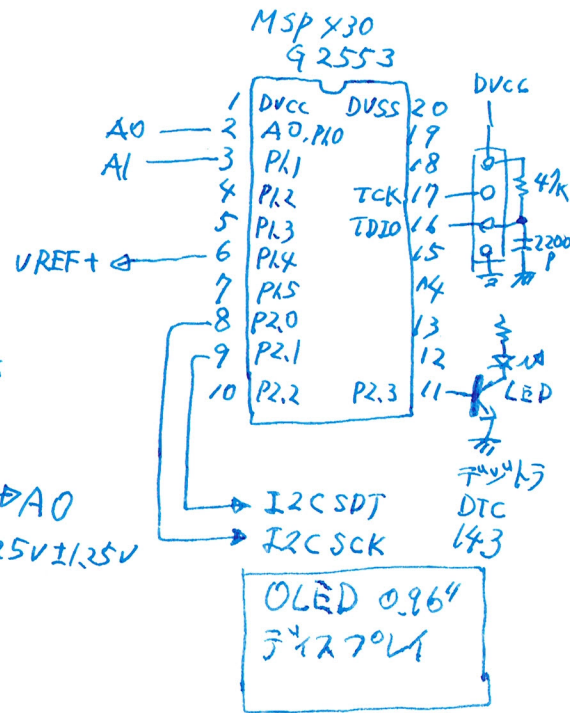 MSP430
G2553
DVCC
1 DVCC DVSS 20
A0 2 A0,P1.0 19
A1 3 P1.1 18
4 P1.2 TCK 17
47K
5 P1.3 TDIO 16
2200
P
VREF+ 6 P1.4 15
7 P1.5 14
8 P2.0 13
9 P2.1 12
10 P2.2 P2.3 11
LED
デジトラ
DTC
143
A0
25V±1.25V
I2C SDT
I2C SCK
OLED 0.96"
ディスプレイ